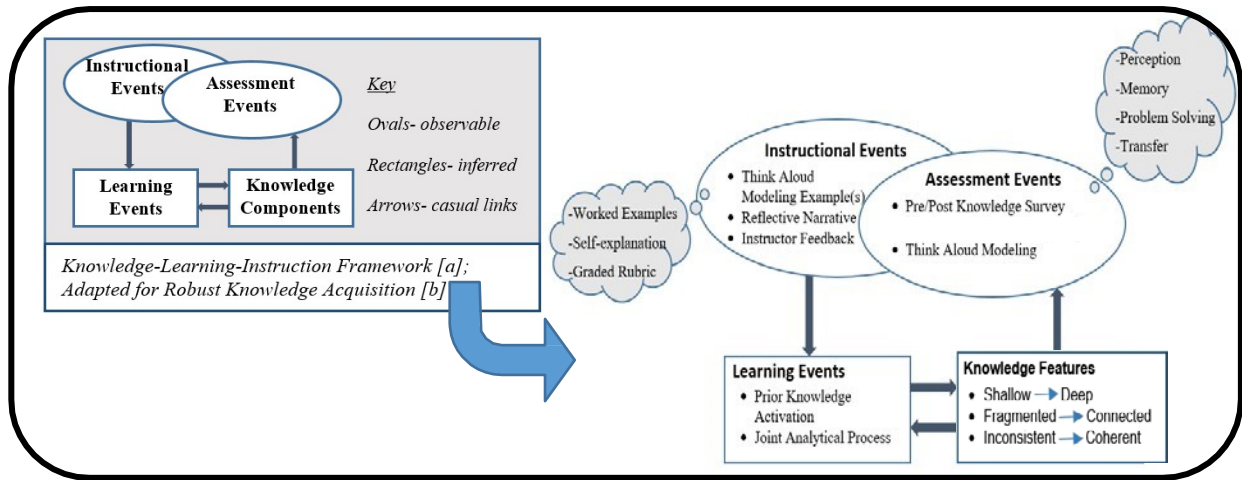 Instructional
Events
Assessment
Events
Key
Ovals- observable
Rectangles- inferred
Arrows- casual links
Learning
Events
Knowledge
Components
Knowledge-Learning-Instruction Framework [a];
Adapted for Robust Knowledge Acquisition [b]
-Worked Examples
-Self-explanation
-Graded Rubric
Instructional Events
• Think Aloud
Modeling Example(s)
• Reflective Narrative
• Instructor Feedback
Assessment Events
• Pre/Post Knowledge Survey
• Think Aloud Modeling
-Perception
-Memory
-Problem Solving
-Transfer
Learning Events
• Prior Knowledge
Activation
• Joint Analytical Process
Knowledge Features
• Shallow → Deep
• Fragmented → Connected
• Inconsistent → Coherent